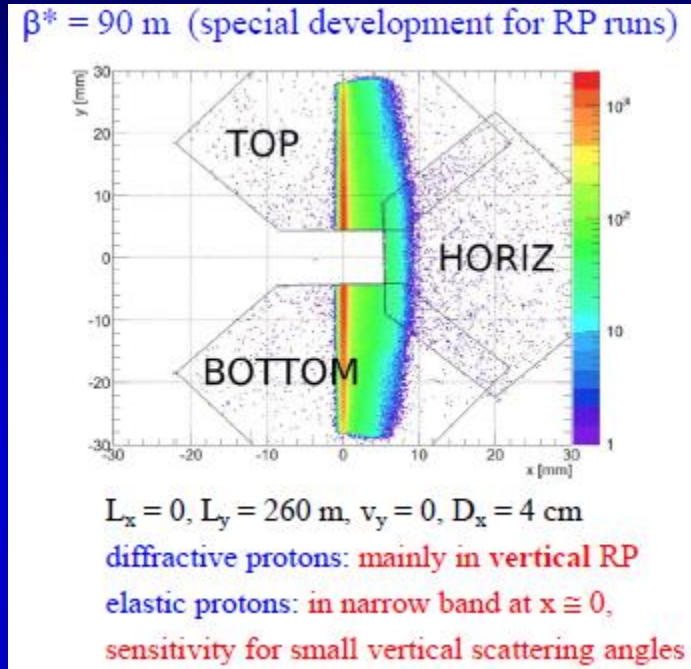 β* = 90 m (special development for RP runs)
y [mm]
30
20
10
0
-10
-20
-30
TOP
HORIZ
BOTTOM
-30 -20 -10 0 10 20 30
x [mm]
10³
10²
10
1
Lx = 0, Ly = 260 m, vy = 0, Dx = 4 cm
diffractive protons: mainly in vertical RP
elastic protons: in narrow band at x ≅ 0,
sensitivity for small vertical scattering angles